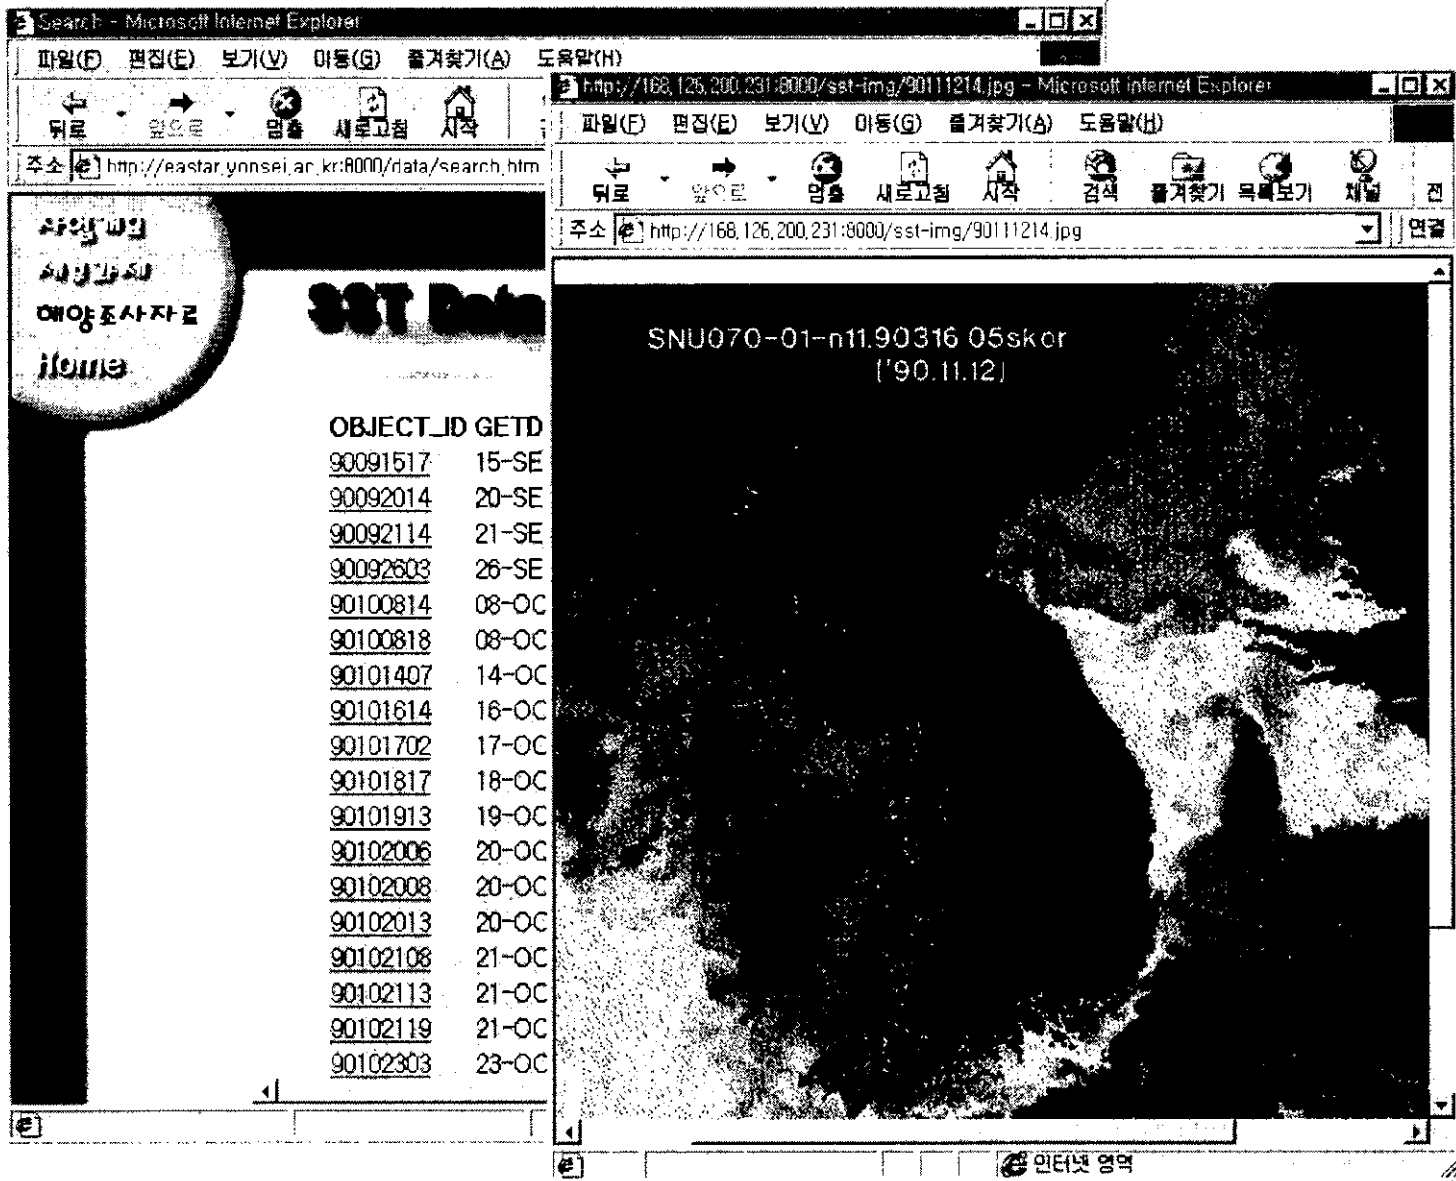 Search - Microsoft Internet Explorer
파일(F) 편집(E) 보기(V) 이동(G) 즐겨찾기(A) 도움말(H)
뒤로 앞으로 멈춤 새로고침 시작
주소 http://eastar.yonsei.ac.kr:8000/data/search.htm
사업개요
해양조사자료
Home
SST Data
OBJECT_ID GETD
90091517 15-SE
90092014 20-SE
90092114 21-SE
90092603 26-SE
90100814 08-OC
90100818 08-OC
90101407 14-OC
90101614 16-OC
90101702 17-OC
90101817 18-OC
90101913 19-OC
90102006 20-OC
90102008 20-OC
90102013 20-OC
90102108 21-OC
90102113 21-OC
90102119 21-OC
90102303 23-OC
http://168.126.200.231:8000/sst-img/90111214.jpg - Microsoft Internet Explorer
파일(F) 편집(E) 보기(V) 이동(G) 즐겨찾기(A) 도움말(H)
뒤로 앞으로 멈춤 새로고침 시작 검색 즐겨찾기 목록보기 채널 전
주소 http://168.126.200.231:8000/sst-img/90111214.jpg 연결
SNU070-01-n11.90316 05skor
['90.11.12]
인터넷 영역